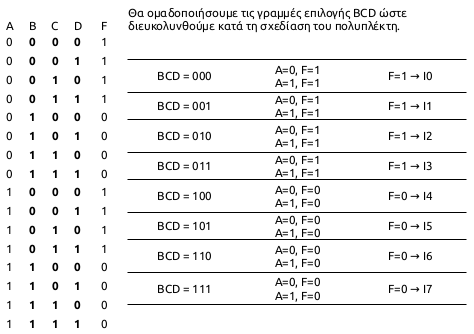 A B C D F
0 0 0 0 1
0 0 0 1 1
0 0 1 0 1
0 0 1 1 1
0 1 0 0 0
0 1 0 1 0
0 1 1 0 0
0 1 1 1 0
1 0 0 0 1
1 0 0 1 1
1 0 1 0 1
1 0 1 1 1
1 1 0 0 0
1 1 0 1 0
1 1 1 0 0
1 1 1 1 0
Θα ομαδοποιήσουμε τις γραμμές επιλογής BCD ώστε
διευκολυνθούμε κατά τη σχεδίαση του πολυπλέκτη.
BCD = 000
A=0, F=1
A=1, F=1
F=1 → I0
BCD = 001
A=0, F=1
A=1, F=1
F=1 → I1
BCD = 010
A=0, F=1
A=1, F=1
F=1 → I2
BCD = 011
A=0, F=1
A=1, F=1
F=1 → I3
BCD = 100
A=0, F=0
A=1, F=0
F=0 → I4
BCD = 101
A=0, F=0
A=1, F=0
F=0 → I5
BCD = 110
A=0, F=0
A=1, F=0
F=0 → I6
BCD = 111
A=0, F=0
A=1, F=0
F=0 → I7